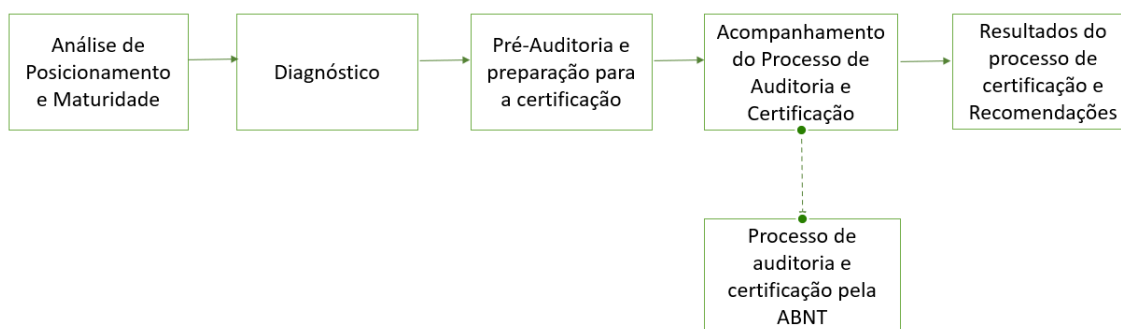 Análise de
Posicionamento
e Maturidade
Diagnóstico
Pré-Auditoria e
preparação para
a certificação
Acompanhamento
do Processo de
Auditoria e
Certificação
Resultados do
processo de
certificação e
Recomendações
Processo de
auditoria e
certificação pela
ABNT